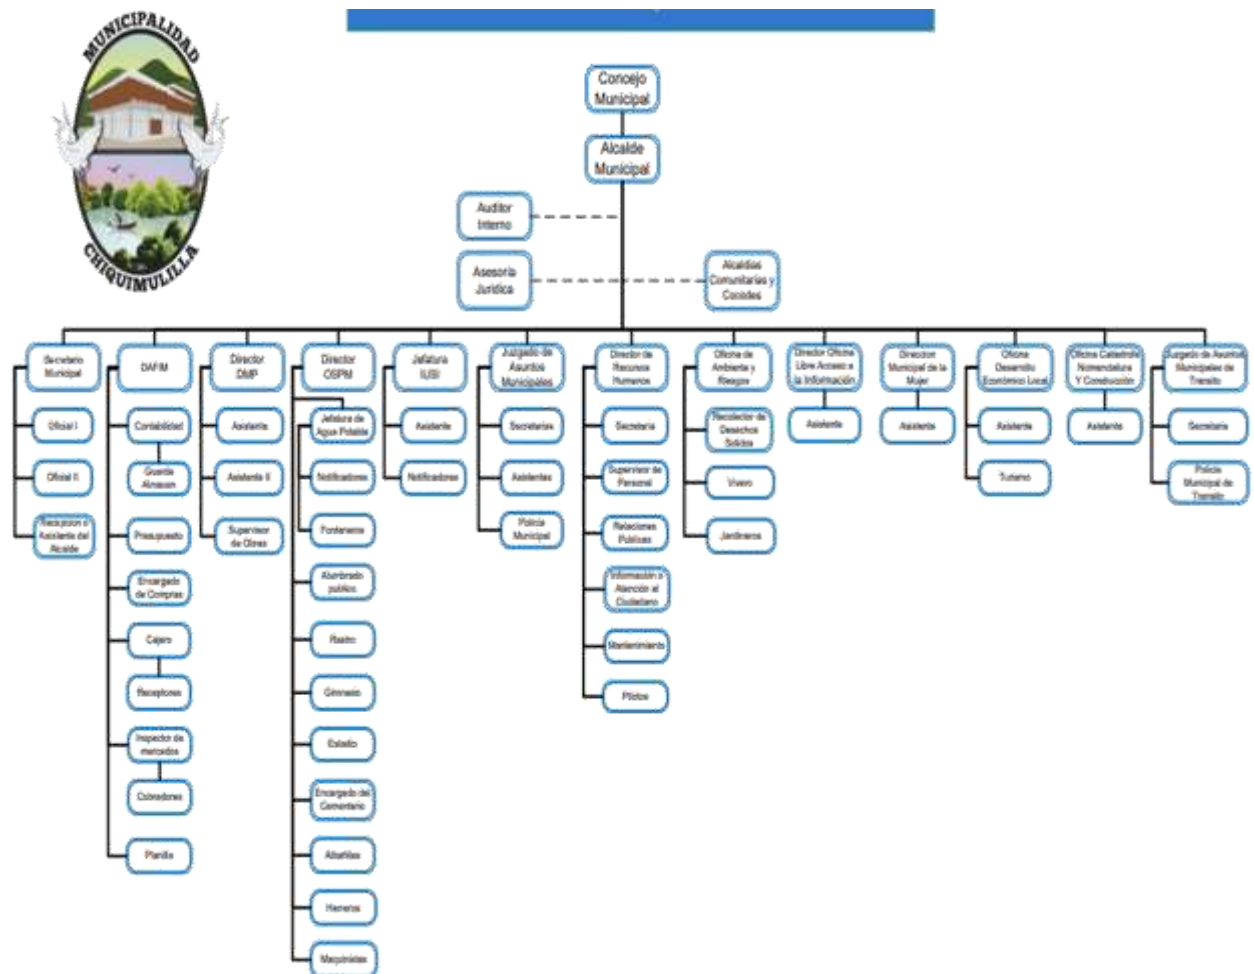 MUNICIPALIDAD
CHIQUIMULILLA
Concejo
Municipal
Alcalde
Municipal
Auditor
Interno
Asesoría
Jurídica
Alcaldías
Comunitarias y
Cocodes
Secretario
Municipal
Oficial I
Oficial II
Recepción o
Asistente del
Alcalde
DAFIM
Contabilidad
Guarda
Almacen
Presupuesto
Encargado
de Compras
Cajero
Receptores
Inspector de
mercados
Cobradores
Planilla
Director
DMP
Asistente
Asistente II
Supervisor
de Obras
Director
OSPM
Jefatura de
Agua Potable
Notificadores
Fontaneros
Alumbrado
publico
Rastro
Gimnasio
Estadio
Encargado del
Cementerio
Albañiles
Herreros
Maquinistas
Jefatura
IUSI
Asistente
Notificadores
Juzgado de
Asuntos
Municipales
Secretarias
Asistentes
Policia
Municipal
Director de
Recursos
Humanos
Secretaria
Supervisor de
Personal
Relaciones
Públicas
Información o
Atención al
Ciudadano
Mantenimiento
Pilotos
Oficina de
Ambiente y
Riesgos
Recolector de
Desechos
Solidos
Vivero
Jardineros
Director Oficina
Libre Acceso a
la Información
Asistente
Direccion
Municipal de la
Mujer
Asistente
Oficina
Desarrollo
Económico Local
Asistente
Turismo
Oficina Catastro
Nomenclatura
Y Construcción
Asistente
Juzgado de Asuntos
Municipales de
Transito
Secretaria
Policia
Municipal de
Transito